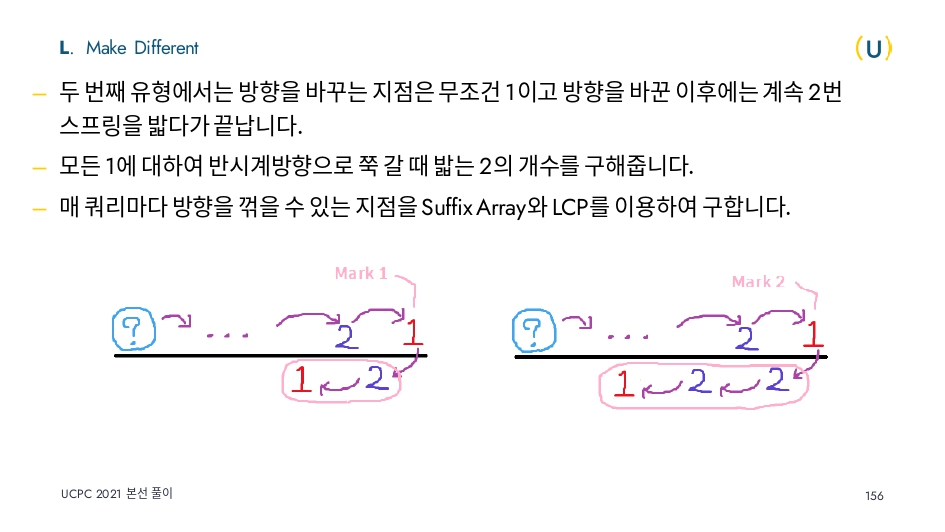 L. Make Different
(U)
— 두 번째 유형에서는 방향을 바꾸는 지점은 무조건 1이고 방향을 바꾼 이후에는 계속 2번
스프링을 밟다가 끝납니다.
— 모든 1에 대하여 반시계방향으로 쭉 갈 때 밟는 2의 개수를 구해줍니다.
— 매 쿼리마다 방향을 꺾을 수 있는 지점을 Suffix Array와 LCP를 이용하여 구합니다.
Mark 1
? ... 2 1
1 2
Mark 2
? ... 2 1
1 2 2
UCPC 2021 본선 풀이
156